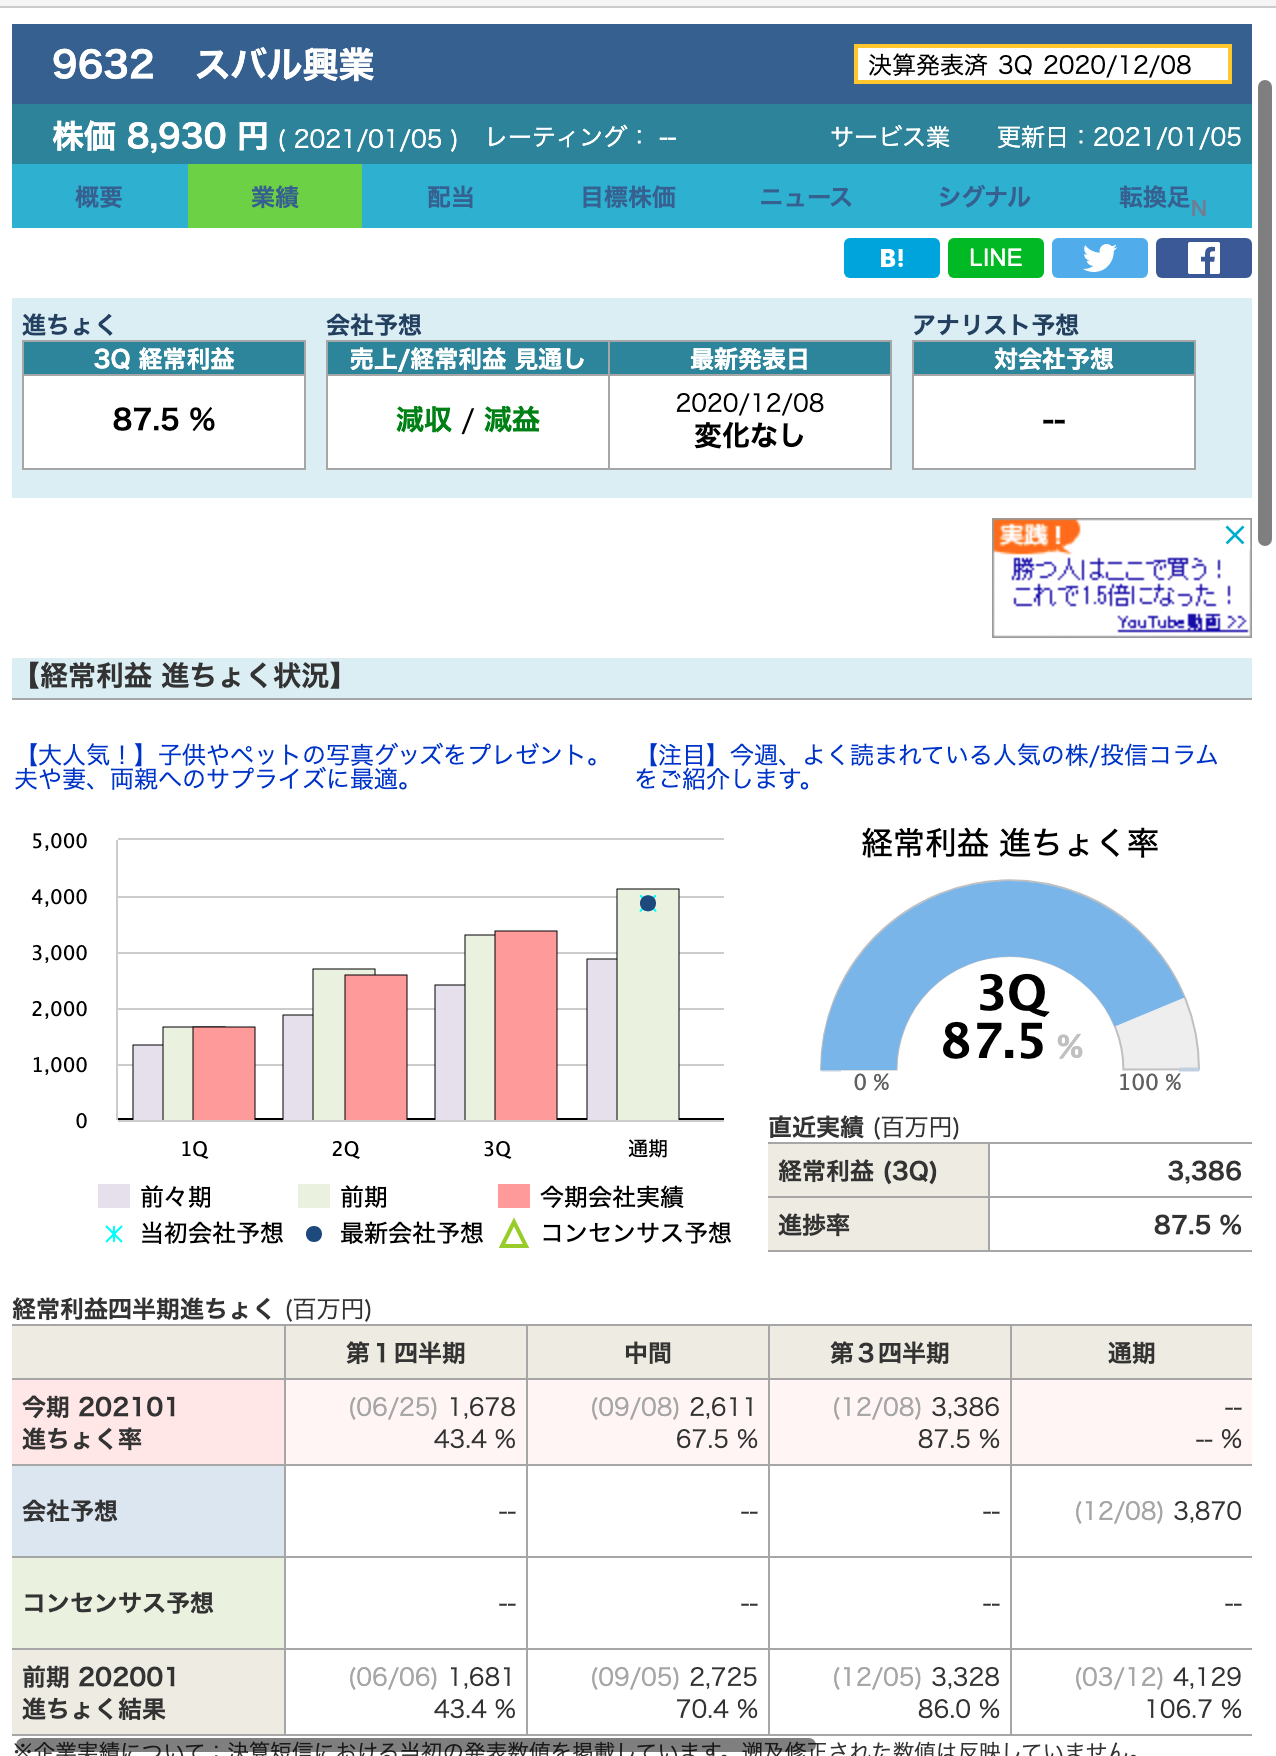 9632 スバル興業
決算発表済 3Q 2020/12/08
株価 8,930 円 ( 2021/01/05 ) レーティング： -- サービス業 更新日：2021/01/05
概要 業績 配当 目標株価 ニュース シグナル 転換足N
B! LINE
進ちょく 会社予想 アナリスト予想
3Q 経常利益 売上/経常利益 見通し 最新発表日 対会社予想
87.5 % 減収 / 減益 2020/12/08 --
変化なし
実践！
勝つ人はここで買う！
これで1.5倍になった！
YouTube動画 >>
【経常利益 進ちょく状況】
【大人気！】子供やペットの写真グッズをプレゼント。
夫や妻、両親へのサプライズに最適。
【注目】今週、よく読まれている人気の株/投信コラム
をご紹介します。
5,000
4,000
3,000
2,000
1,000
0
1Q 2Q 3Q 通期
前々期 前期 今期会社実績
当初会社予想 最新会社予想 コンセンサス予想
経常利益 進ちょく率
3Q
87.5 %
0 % 100 %
直近実績 (百万円)
経常利益 (3Q) 3,386
進捗率 87.5 %
経常利益四半期進ちょく (百万円)
第１四半期 中間 第３四半期 通期
今期 202101 (06/25) 1,678 (09/08) 2,611 (12/08) 3,386 --
進ちょく率 43.4 % 67.5 % 87.5 % -- %
会社予想 -- -- -- (12/08) 3,870
コンセンサス予想 -- -- -- --
前期 202001 (06/06) 1,681 (09/05) 2,725 (12/05) 3,328 (03/12) 4,129
進ちょく結果 43.4 % 70.4 % 86.0 % 106.7 %
※企業実績について：決算短信における当初の発表数値を掲載しています。遡及修正された数値は反映していません。